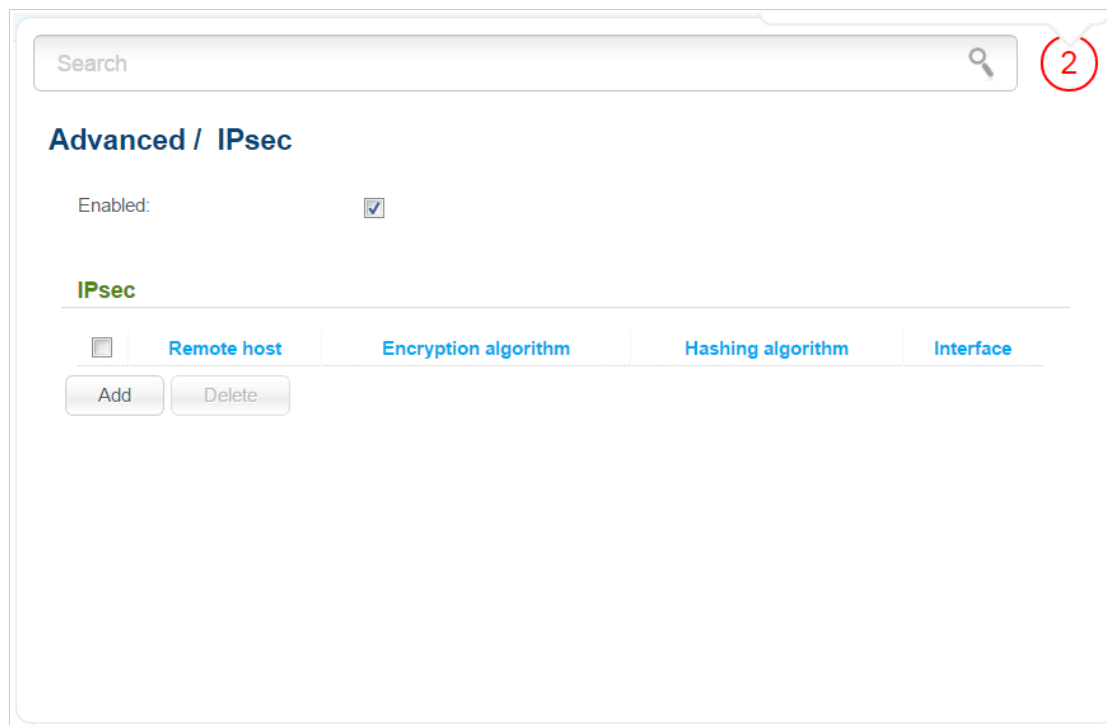 Search
2
Advanced / IPsec
Enabled:
IPsec
Remote host Encryption algorithm Hashing algorithm Interface
Add Delete